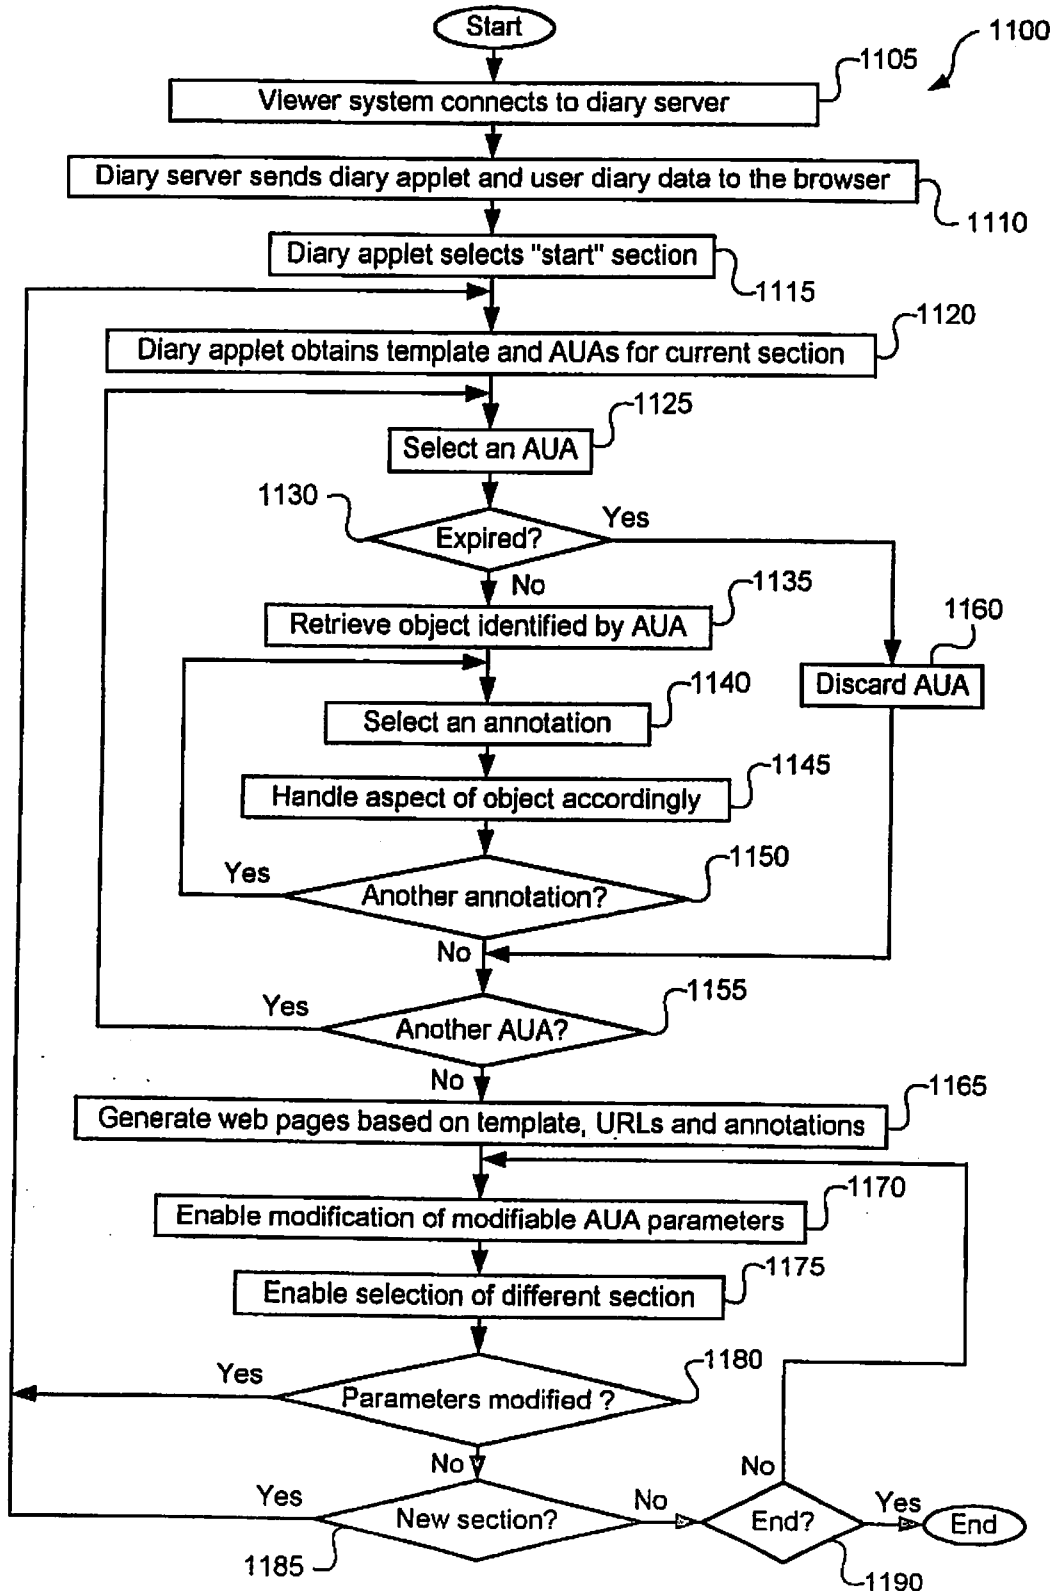 Start
1100
1105
Viewer system connects to diary server
Diary server sends diary applet and user diary data to the browser
1110
Diary applet selects "start" section
1115
1120
Diary applet obtains template and AUAs for current section
1125
Select an AUA
1130
Expired?
Yes
No
1135
Retrieve object identified by AUA
1160
Discard AUA
1140
Select an annotation
1145
Handle aspect of object accordingly
1150
Yes
Another annotation?
No
1155
Yes
Another AUA?
No
1165
Generate web pages based on template, URLs and annotations
1170
Enable modification of modifiable AUA parameters
1175
Enable selection of different section
1180
Yes
Parameters modified ?
No
No
Yes
New section?
No
End?
Yes
End
1185
1190